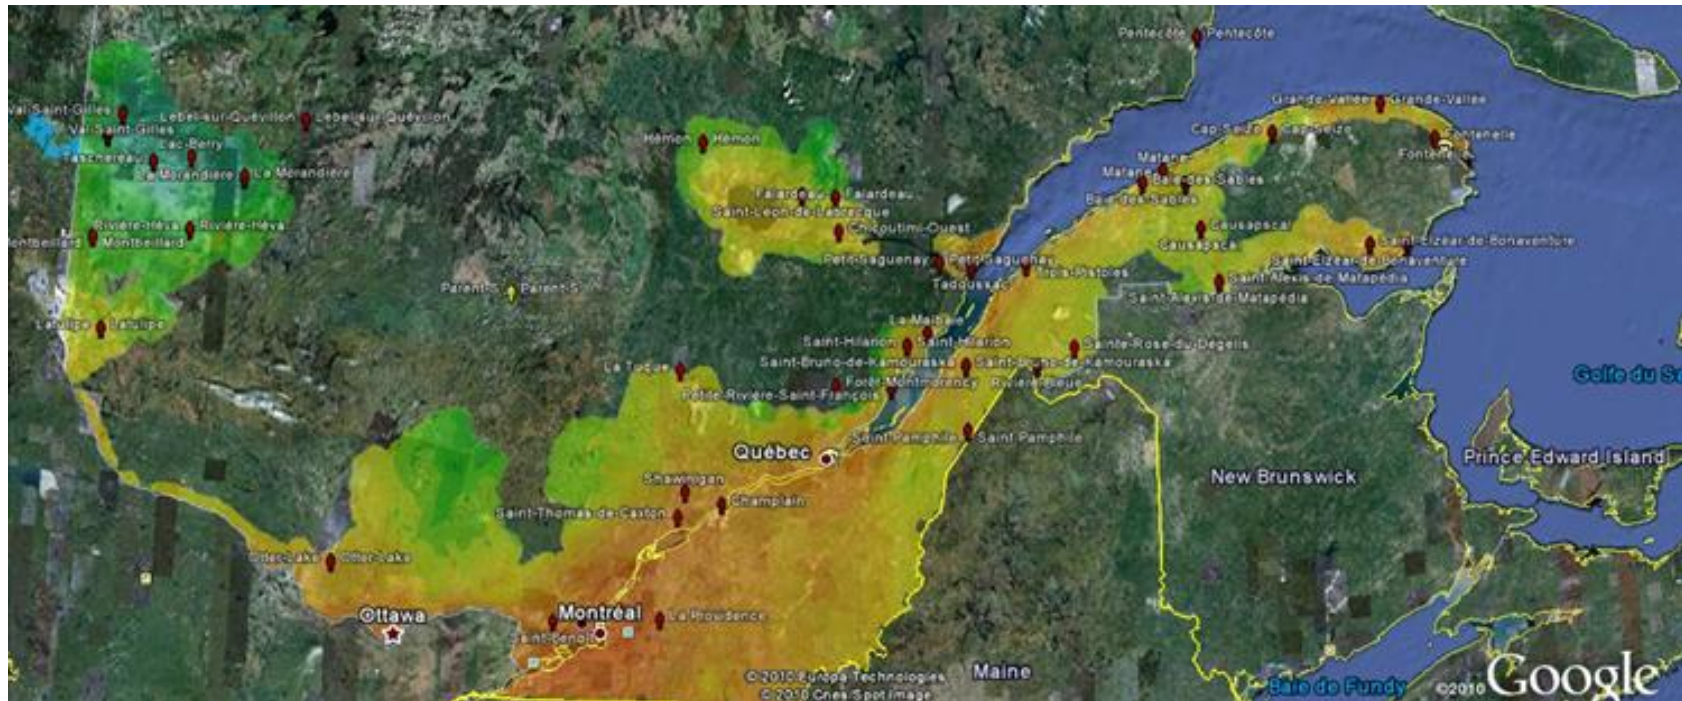 Pentecôte Pentecôte
Val-Saint-Gilles
Lebel-sur-Quévillon Lebel-sur-Quévillon
Grande-Vallée Grande-Vallée
Val-Saint-Gilles
Cap-Seize Cap-Seize
Fontenelle
Hémon Hémon
Lac-Berry
Taschereau
Fontenelle
Matane
La Morandière La Morandière
Matane
Baie-des-Sables
Falardeau Falardeau
Baie-des-Sables
Saint-Léon-de-Labrecque
Rivière-Héva Rivière-Héva
Causapscal
Chicoutimi-Ouest
Montbeillard Montbeillard
Causapscal
Saint-Elzéar-de-Bonaventure
Petit-Saguenay Petit-Saguenay
Saint-Elzéar-de-Bonaventure
Trois-Pistoles
Tadoussac
Saint-Alexis-de-Matapédia
Parent-S Parent-S
Saint-Alexis-de-Matapédia
La Malbaie
Latulipe Latulipe
Saint-Hilarion Saint-Hilarion
Sainte-Rose-du-Dégelis
Saint-Bruno-de-Kamouraska Saint-Bruno-de-Kamouraska
La Tuque
Golfe du Sa
Forêt-Montmorency
Rivière-Bleue
Petite-Rivière-Saint-François
Saint-Pamphile Saint-Pamphile
Québec
Prince Edward Island
Shawinigan
New Brunswick
Champlain
Saint-Thomas-de-Caxton
Otter-Lake Otter-Lake
Ottawa
Montréal
La Providence
Saint-Benoît
Maine
© 2010 Europa Technologies
Baie de Fundy
©2010 Google
© 2010 Cnes/Spot Image